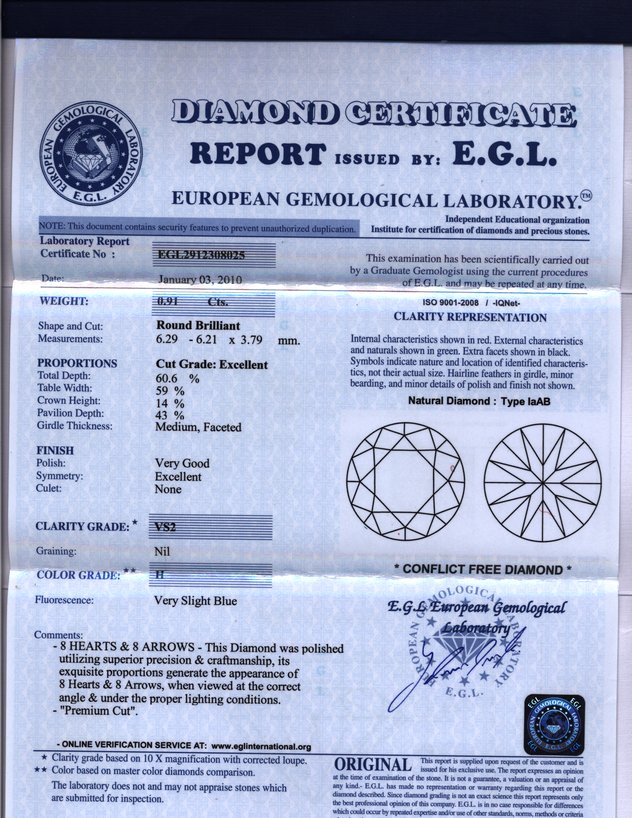 EUROPEAN GEMOLOGICAL LABORATORY
E.G.L.
DIAMOND CERTIFICATE
REPORT ISSUED BY: E.G.L.
EUROPEAN GEMOLOGICAL LABORATORY.™
NOTE: This document contains security features to prevent unauthorized duplication.
Independent Educational organization
Institute for certification of diamonds and precious stones.
Laboratory Report
Certificate No : EGL2912308025
Date: January 03, 2010
This examination has been scientifically carried out
by a Graduate Gemologist using the current procedures
of E.G.L. and may be repeated at any time.
WEIGHT: 0.91 Cts.
Shape and Cut: Round Brilliant
Measurements: 6.29 - 6.21 x 3.79 mm.
PROPORTIONS Cut Grade: Excellent
Total Depth: 60.6 %
Table Width: 59 %
Crown Height: 14 %
Pavilion Depth: 43 %
Girdle Thickness: Medium, Faceted
FINISH
Polish: Very Good
Symmetry: Excellent
Culet: None
CLARITY GRADE: * VS2
Graining: Nil
COLOR GRADE: ** H
Fluorescence: Very Slight Blue
Comments:
- 8 HEARTS & 8 ARROWS - This Diamond was polished
utilizing superior precision & craftmanship, its
exquisite proportions generate the appearance of
8 Hearts & 8 Arrows, when viewed at the correct
angle & under the proper lighting conditions.
- "Premium Cut".
- ONLINE VERIFICATION SERVICE AT: www.eglinternational.org
* Clarity grade based on 10 X magnification with corrected loupe.
** Color based on master color diamonds comparison.
The laboratory does not and may not appraise stones which
are submitted for inspection.
ISO 9001-2008 / -IQNet-
CLARITY REPRESENTATION
Internal characteristics shown in red. External characteristics
and naturals shown in green. Extra facets shown in black.
Symbols indicate nature and location of identified characteris-
tics, not their actual size. Hairline feathers in girdle, minor
bearding, and minor details of polish and finish not shown.
Natural Diamond : Type IaAB
* CONFLICT FREE DIAMOND *
E.G.L European Gemological
Laboratory
EUROPEAN GEMOLOGICAL LABORATORY
E.G.L.
EGL
EGL
E.G.L.
EGL
EGL
ORIGINAL This report is supplied upon request of the customer and is
issued for his exclusive use. The report expresses an opinion
at the time of examination of the stone. It is not a guarantee, a valuation or an appraisal of
any kind.- E.G.L. has made no representation or warranty regarding this report or the
diamond described. Since diamond grading is not an exact science this report represents only
the best professional opinion of this company. E.G.L. is in no case responsible for differences
which could occur by repeated expertise and/or use of other standards, norms, methods or criteria